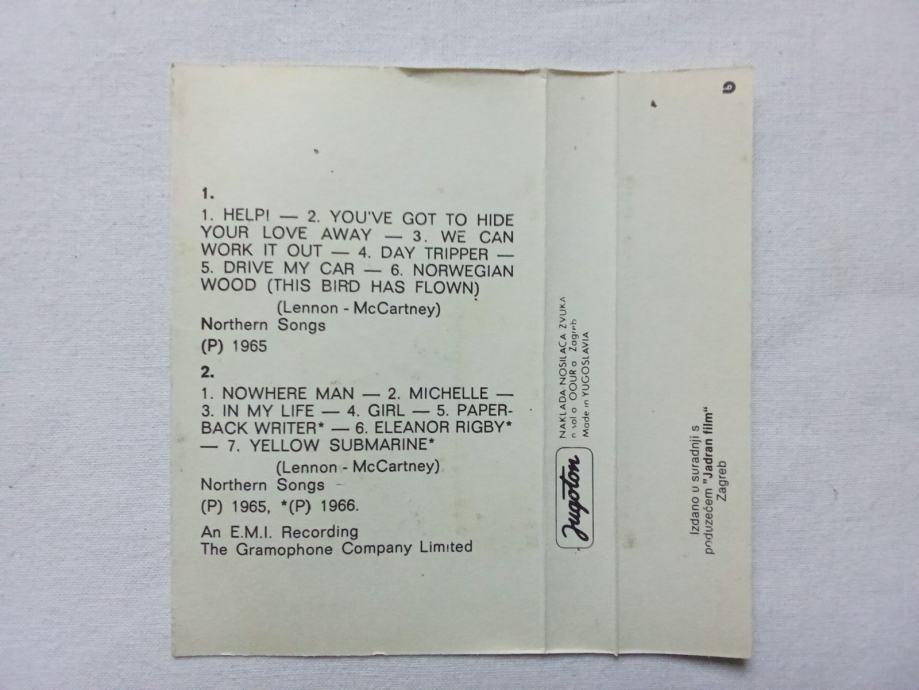 1.
1. HELP! — 2. YOU'VE GOT TO HIDE
YOUR LOVE AWAY — 3. WE CAN
WORK IT OUT — 4. DAY TRIPPER —
5. DRIVE MY CAR — 6. NORWEGIAN
WOOD (THIS BIRD HAS FLOWN)
(Lennon - McCartney)
Northern Songs
(P) 1965
2.
1. NOWHERE MAN — 2. MICHELLE —
3. IN MY LIFE — 4. GIRL — 5. PAPER-
BACK WRITER* — 6. ELEANOR RIGBY*
— 7. YELLOW SUBMARINE*
(Lennon - McCartney)
Northern Songs
(P) 1965, *(P) 1966.
An E.M.I. Recording
The Gramophone Company Limited
Jugoton
NAKLADA NOSILACA ZVUKA
n sol o OOUR o Zagreb
Made in YUGOSLAVIA
Izdano u suradnji s
poduzećem "Jadran film"
Zagreb